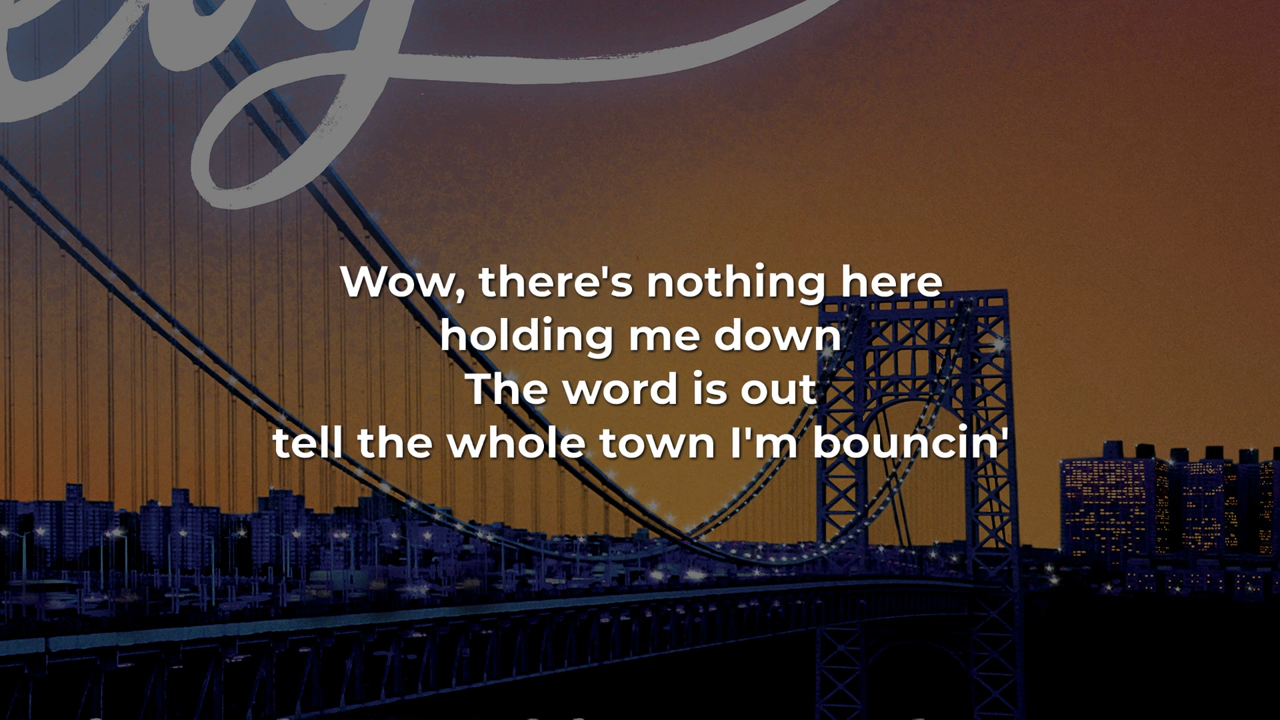 Wow, there's nothing here
holding me down
The word is out
tell the whole town I'm bouncin'